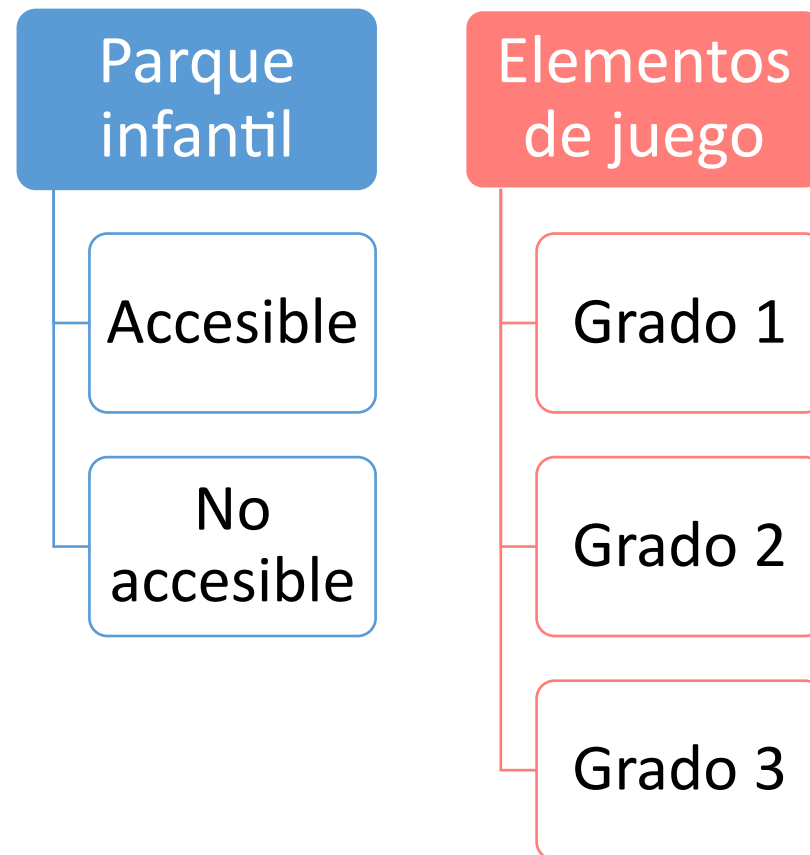 Parque
infantil
Accesible
No
accesible
Elementos
de juego
Grado 1
Grado 2
Grado 3